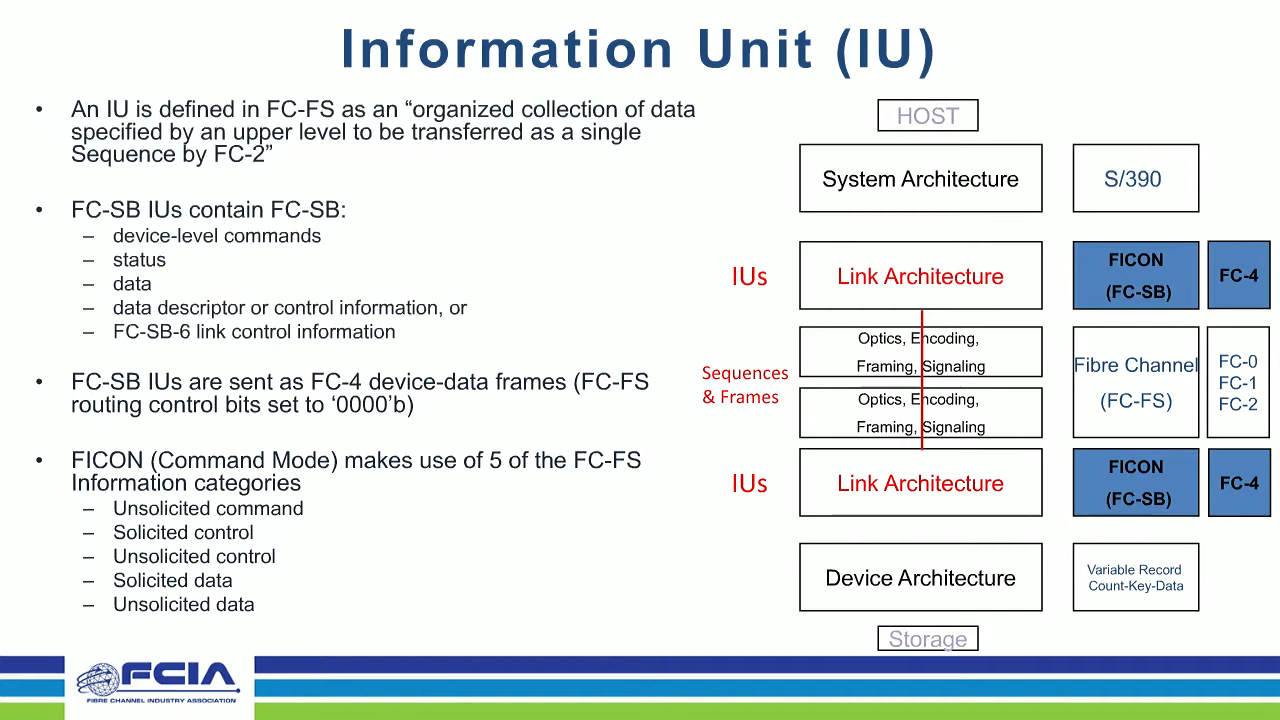 Information Unit (IU)
• An IU is defined in FC-FS as an “organized collection of data
specified by an upper level to be transferred as a single
Sequence by FC-2”
• FC-SB IUs contain FC-SB:
– device-level commands
– status
– data
– data descriptor or control information, or
– FC-SB-6 link control information
• FC-SB IUs are sent as FC-4 device-data frames (FC-FS
routing control bits set to ‘0000’b)
• FICON (Command Mode) makes use of 5 of the FC-FS
Information categories
– Unsolicited command
– Solicited control
– Unsolicited control
– Solicited data
– Unsolicited data
HOST
System Architecture
S/390
IUs
Link Architecture
FICON
(FC-SB)
FC-4
Sequences
& Frames
Optics, Encoding,
Framing, Signaling
Optics, Encoding,
Framing, Signaling
Fibre Channel
(FC-FS)
FC-0
FC-1
FC-2
IUs
Link Architecture
FICON
(FC-SB)
FC-4
Device Architecture
Variable Record
Count-Key-Data
Storage
FCIA
FIBRE CHANNEL INDUSTRY ASSOCIATION